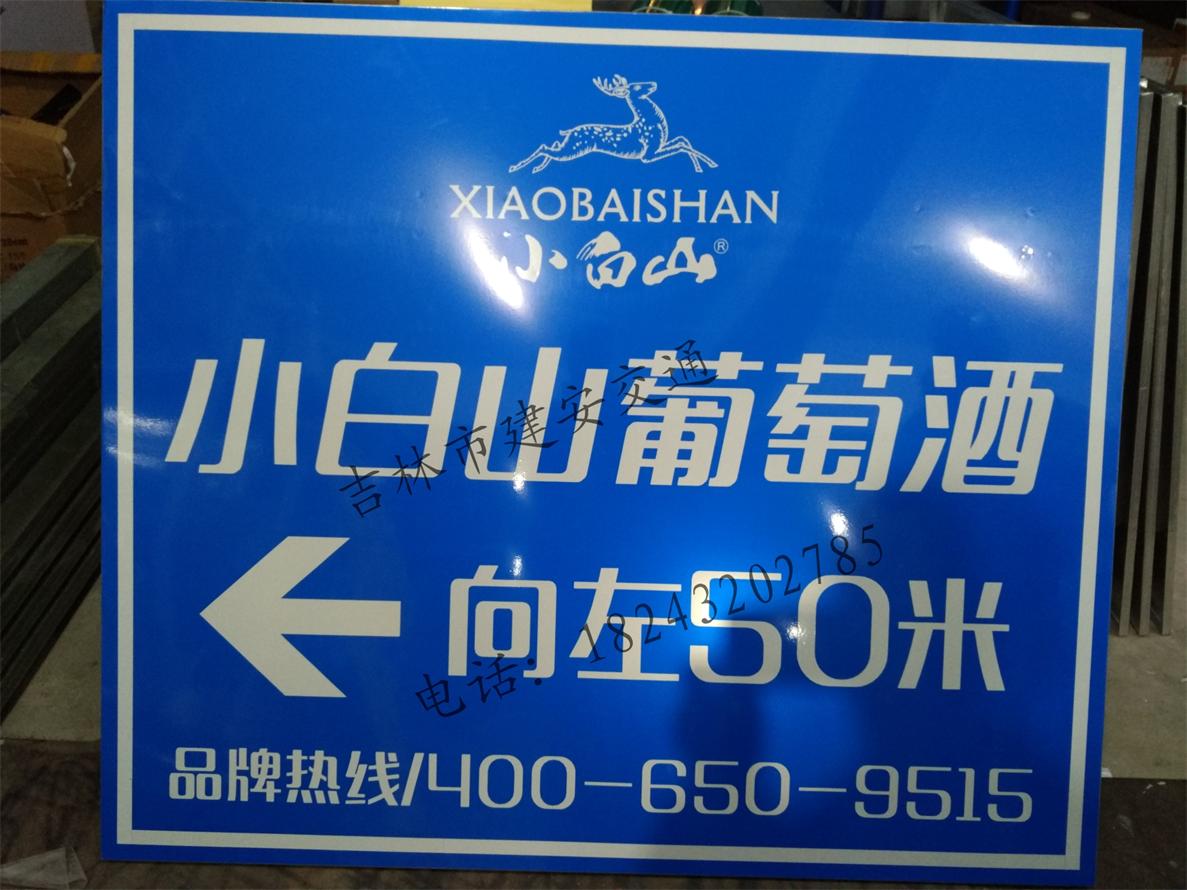 XIAOBAISHAN
小白山®
小白山葡萄酒
吉林市建安交通
向左50米
电话：18243202785
品牌热线/400-650-9515